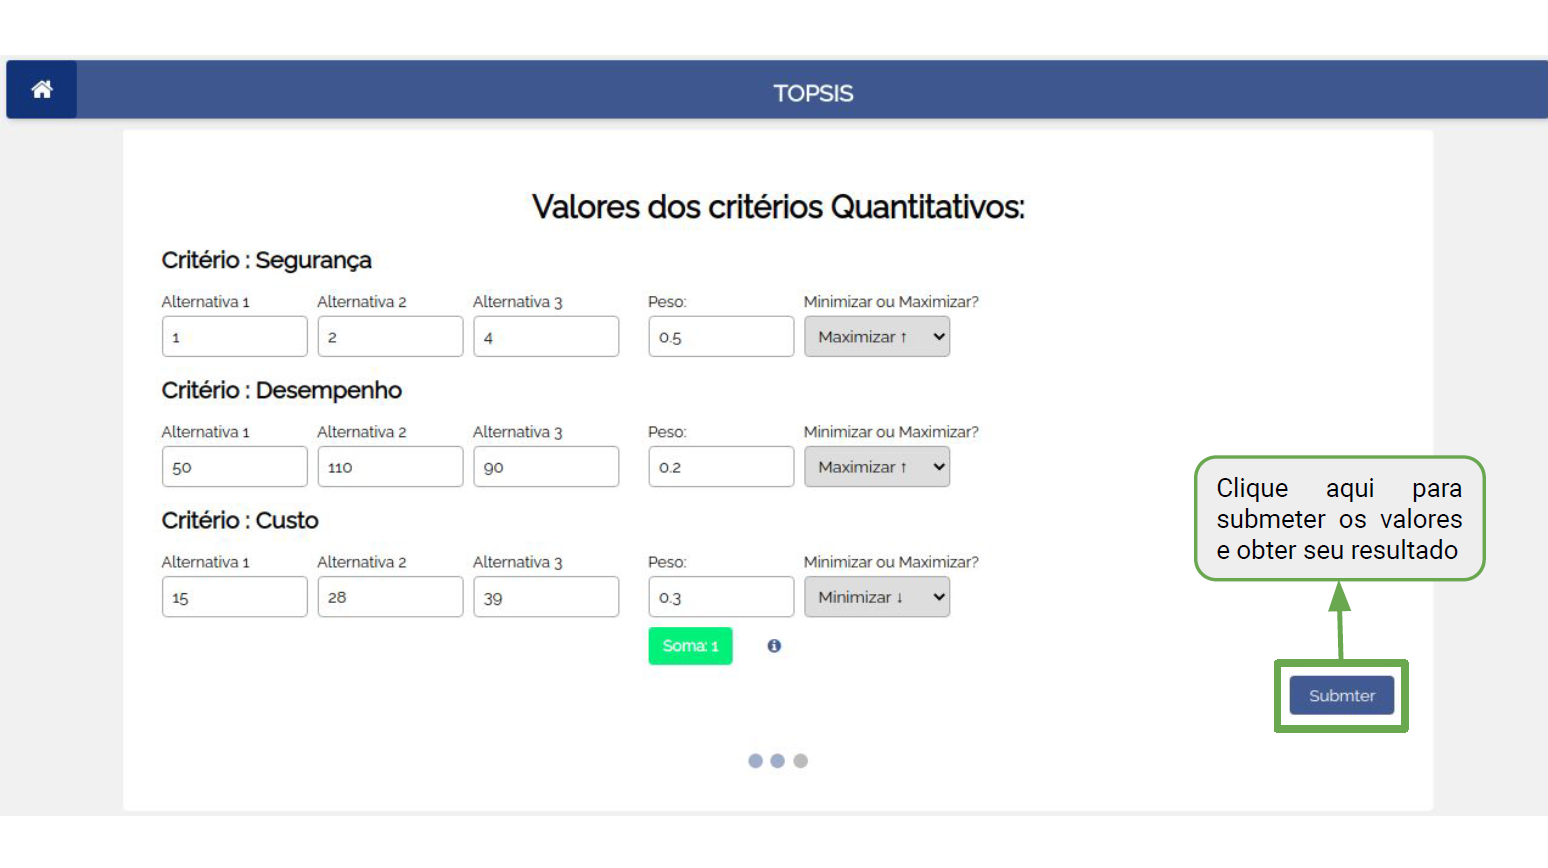 TOPSIS
Valores dos critérios Quantitativos:
Critério : Segurança
Alternativa 1 Alternativa 2 Alternativa 3 Peso: Minimizar ou Maximizar?
1 2 4 0.5 Maximizar ↑
Critério : Desempenho
Alternativa 1 Alternativa 2 Alternativa 3 Peso: Minimizar ou Maximizar?
50 110 90 0.2 Maximizar ↑
Critério : Custo
Alternativa 1 Alternativa 2 Alternativa 3 Peso: Minimizar ou Maximizar?
15 28 39 0.3 Minimizar ↓
Soma: 1
Clique aqui para
submeter os valores
e obter seu resultado
Submter